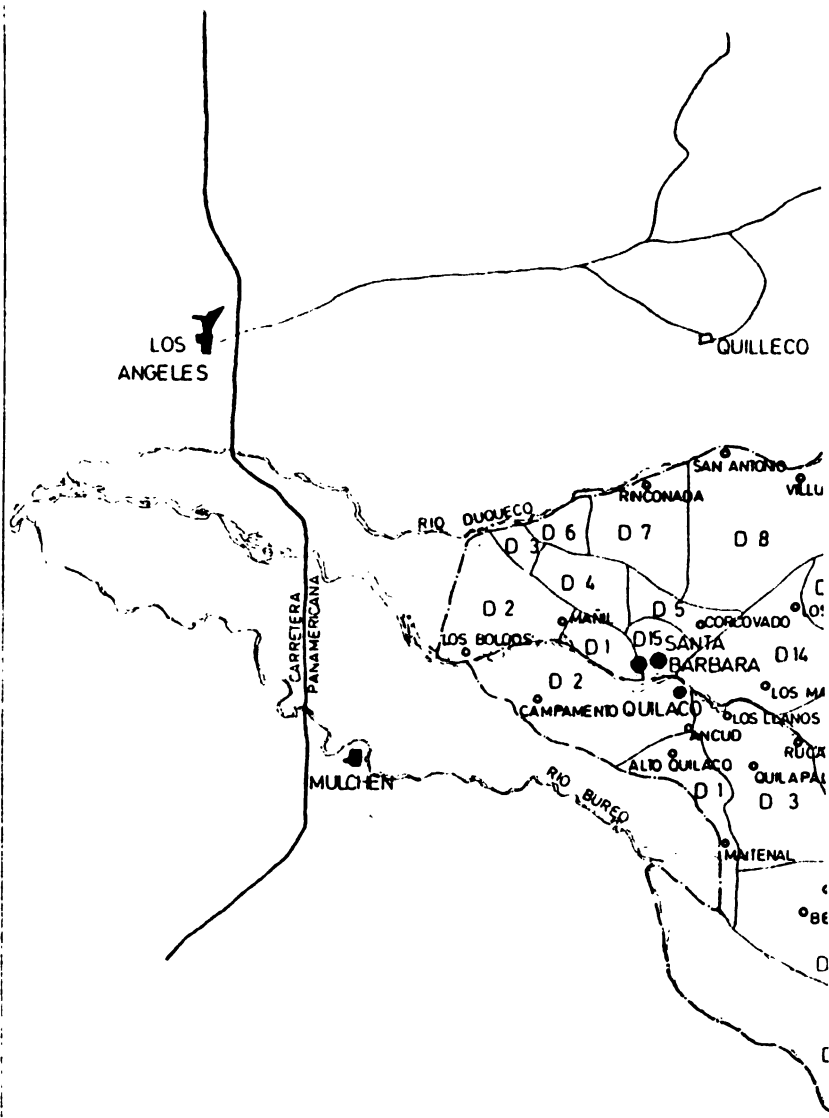 LOS
ANGELES
QUILLECO
SAN ANTONIO
RINCONADA
RIO DUQUECO
D 3
D 6
D 7
D 8
CARRETERA
PANAMERICANA
D 4
D 2
MAÑIL
D 5
CORCOVADO
LOS BOLDOS
D 1
D15
SANTA
BARBARA
D 14
D 2
CAMPAMENTO
QUILACO
LOS LLANOS
ANCUD
ALTO QUILACO
MULCHEN
RIO BUREO
D 1
D 3
MAITENAL